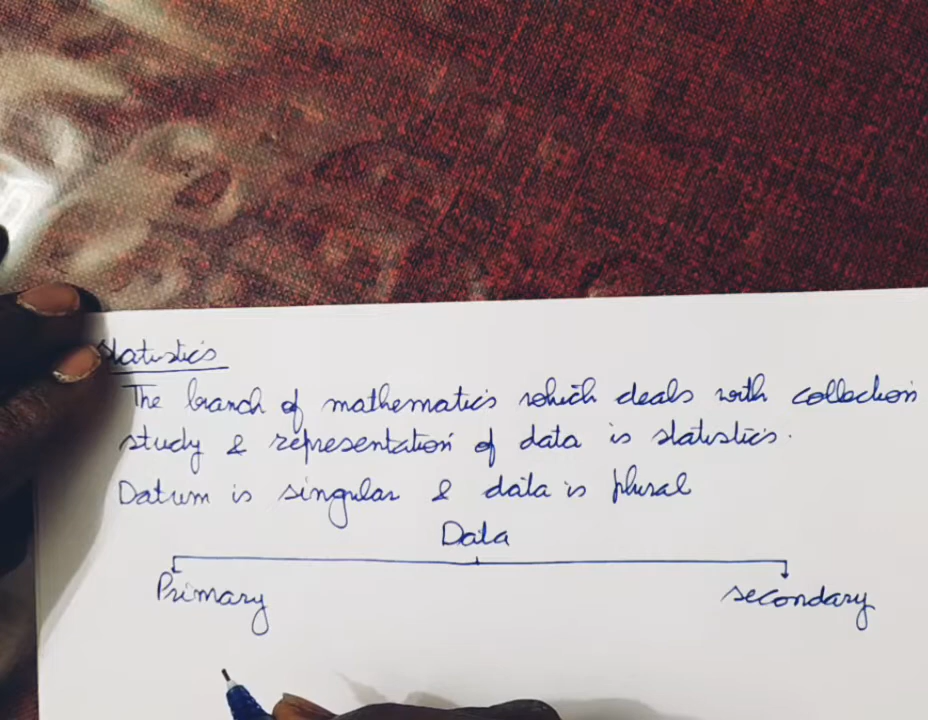 Statistics
The branch of mathematics which deals with collection
study & representation of data is statistics.
Datum is singular & data is plural
Data
Primary secondary